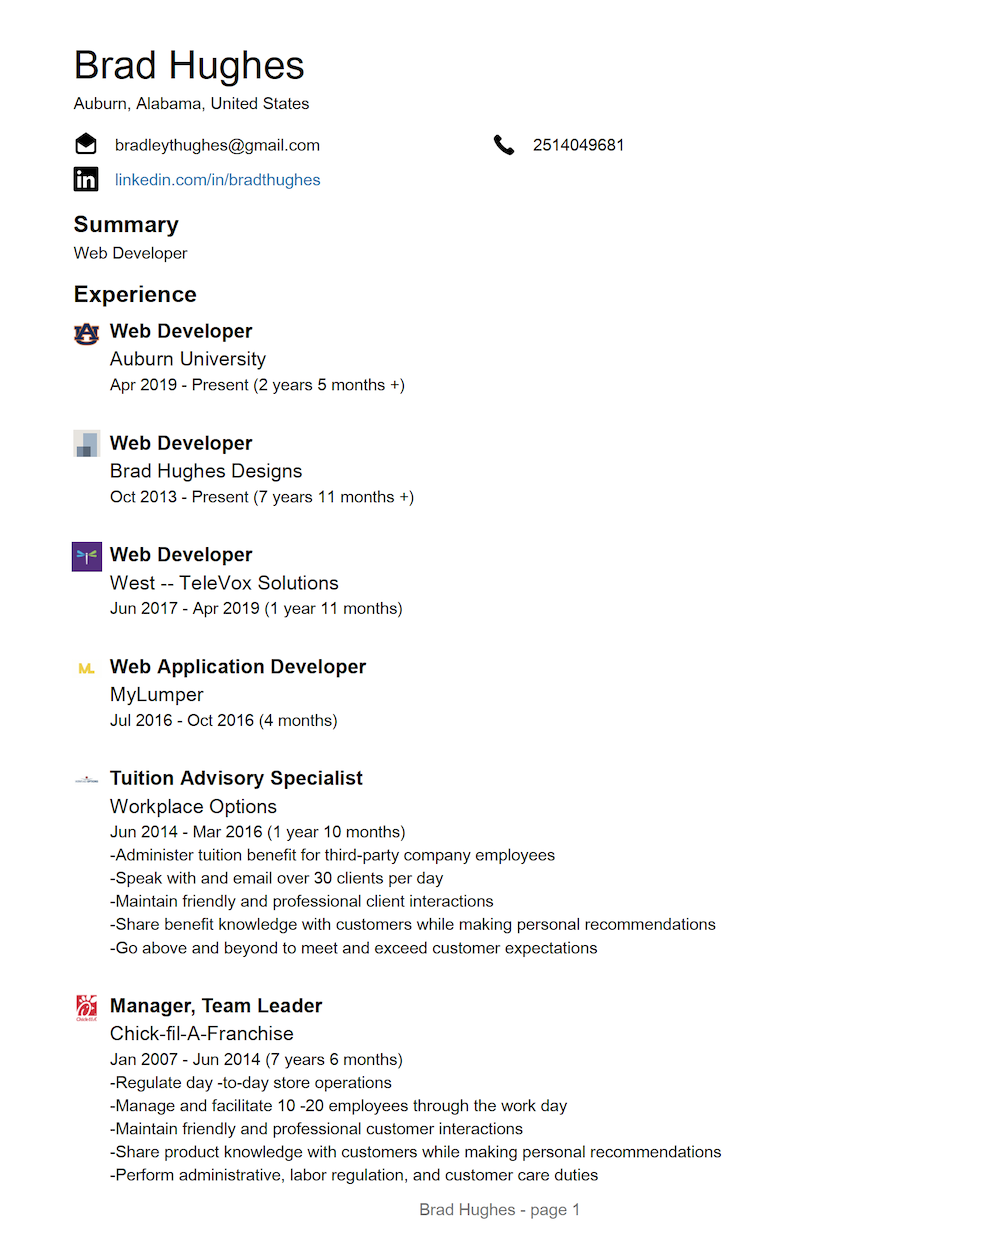 Brad Hughes
Auburn, Alabama, United States
bradleythughes@gmail.com
2514049681
linkedin.com/in/bradthughes
Summary
Web Developer
Experience
Web Developer
Auburn University
Apr 2019 - Present (2 years 5 months +)
Web Developer
Brad Hughes Designs
Oct 2013 - Present (7 years 11 months +)
Web Developer
West -- TeleVox Solutions
Jun 2017 - Apr 2019 (1 year 11 months)
ML
Web Application Developer
MyLumper
Jul 2016 - Oct 2016 (4 months)
Tuition Advisory Specialist
Workplace Options
Jun 2014 - Mar 2016 (1 year 10 months)
-Administer tuition benefit for third-party company employees
-Speak with and email over 30 clients per day
-Maintain friendly and professional client interactions
-Share benefit knowledge with customers while making personal recommendations
-Go above and beyond to meet and exceed customer expectations
Manager, Team Leader
Chick-fil-A-Franchise
Jan 2007 - Jun 2014 (7 years 6 months)
-Regulate day -to-day store operations
-Manage and facilitate 10 -20 employees through the work day
-Maintain friendly and professional customer interactions
-Share product knowledge with customers while making personal recommendations
-Perform administrative, labor regulation, and customer care duties
Brad Hughes - page 1